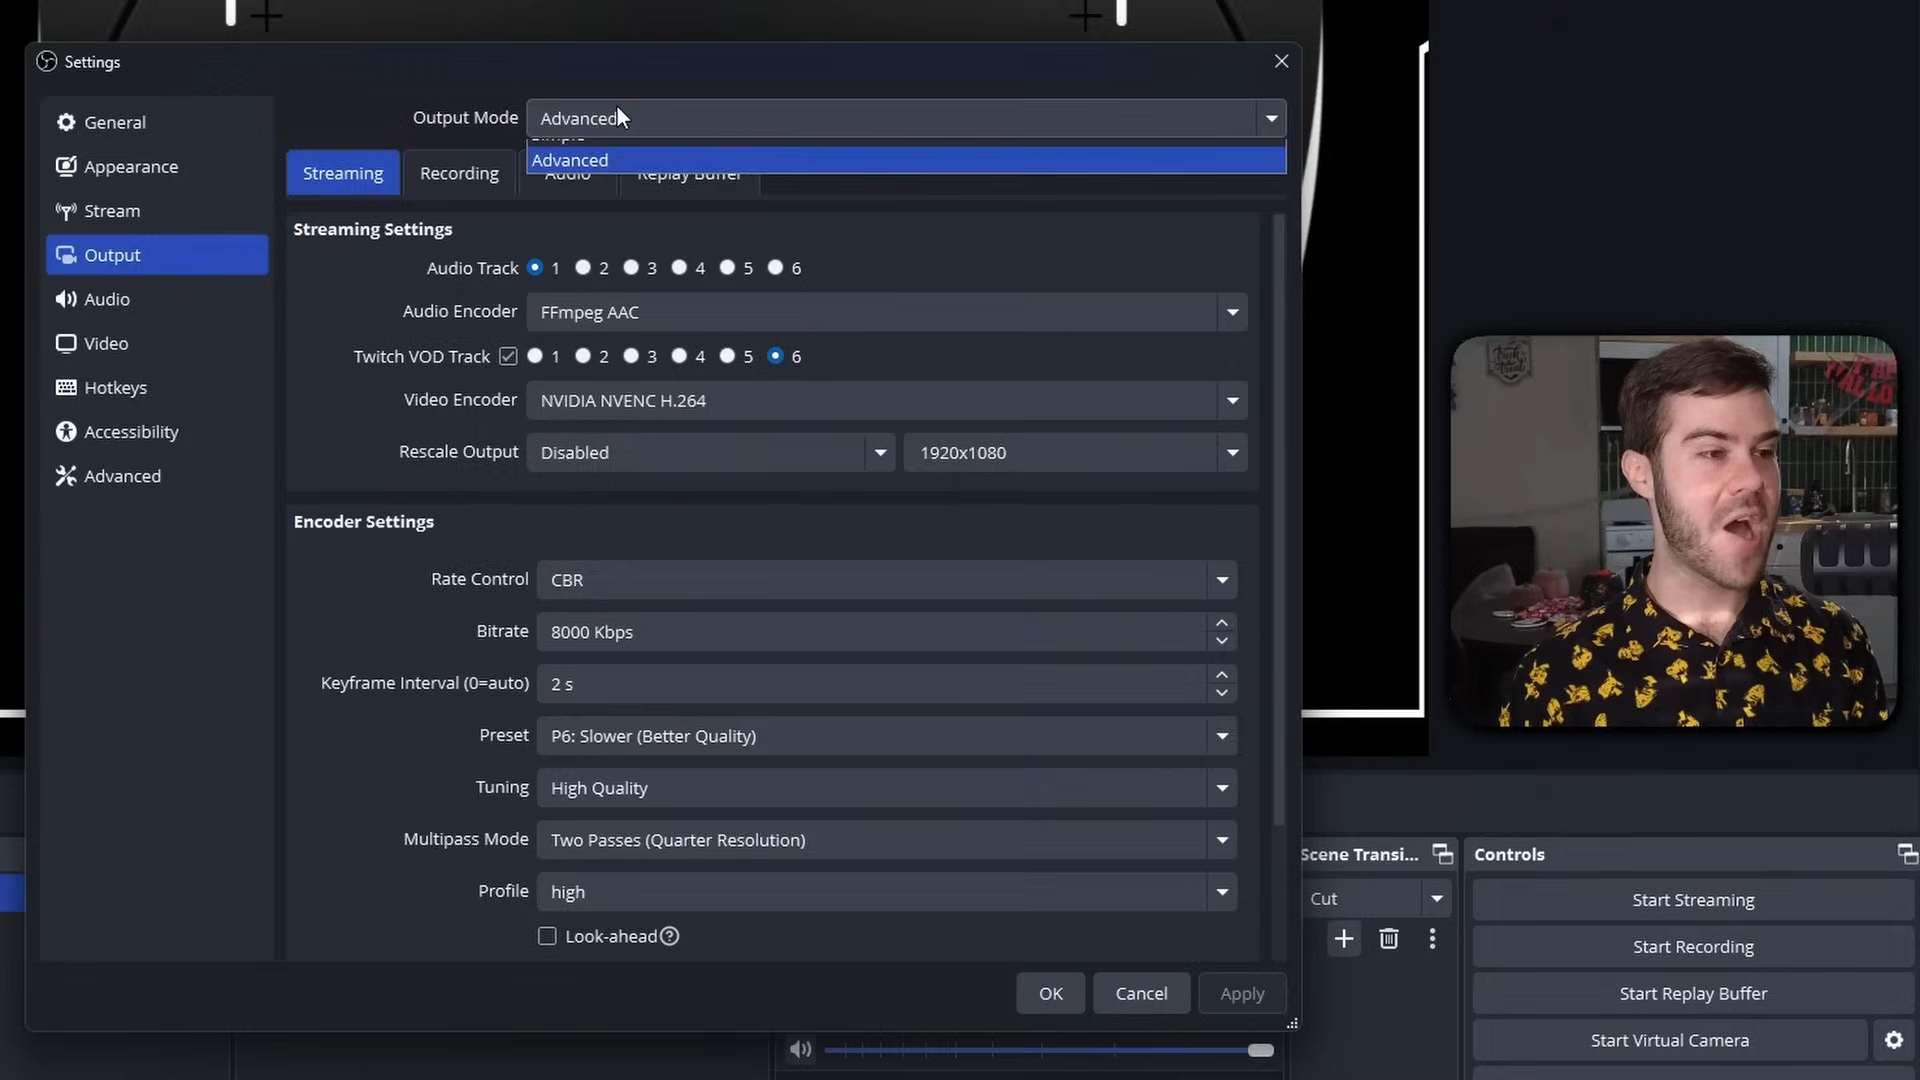 Settings
General
Appearance
Stream
Output
Audio
Video
Hotkeys
Accessibility
Advanced
Output Mode Advanced
Advanced
Streaming Recording Audio Replay Buffer
Streaming Settings
Audio Track 1 2 3 4 5 6
Audio Encoder FFmpeg AAC
Twitch VOD Track 1 2 3 4 5 6
Video Encoder NVIDIA NVENC H.264
Rescale Output Disabled 1920x1080
Encoder Settings
Rate Control CBR
Bitrate 8000 Kbps
Keyframe Interval (0=auto) 2 s
Preset P6: Slower (Better Quality)
Tuning High Quality
Multipass Mode Two Passes (Quarter Resolution)
Profile high
Look-ahead
OK Cancel Apply
Scene Transi...
Cut
Controls
Start Streaming
Start Recording
Start Replay Buffer
Start Virtual Camera